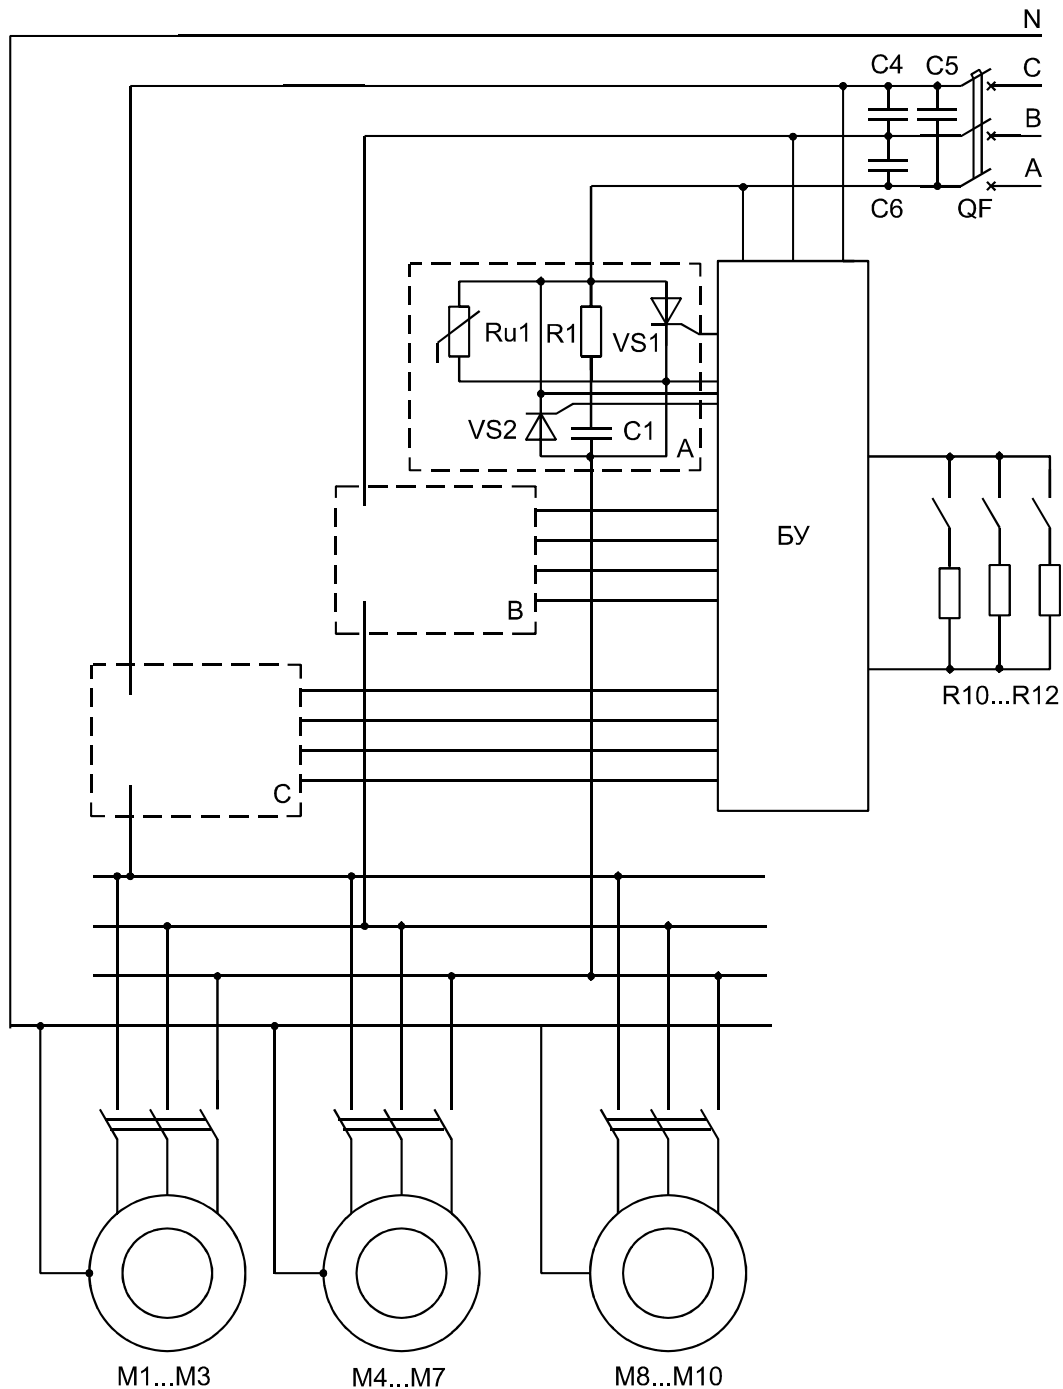 N
C4 C5 C
B
A
C6 QF
Ru1 R1 VS1
VS2 C1 A
БУ
B
R10...R12
C
M1...M3 M4...M7 M8...M10